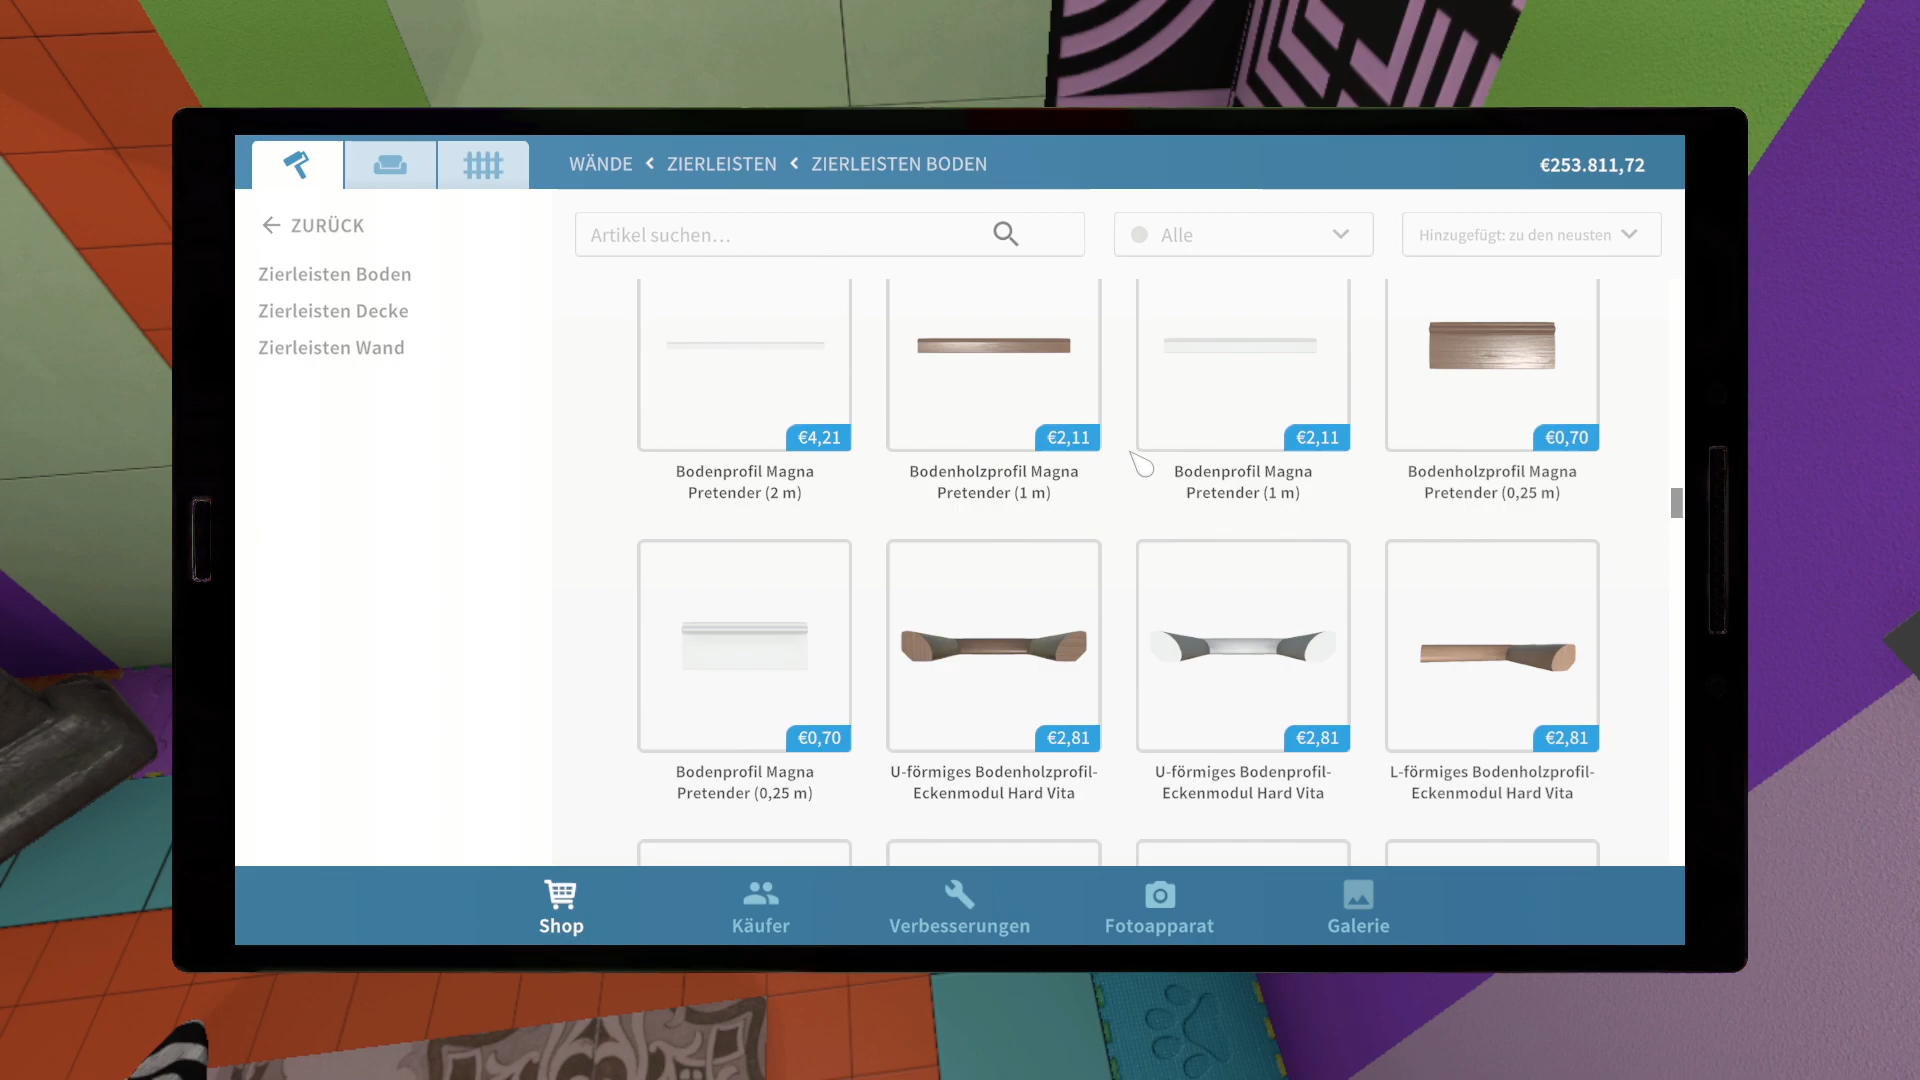 WÄNDE < ZIERLEISTEN < ZIERLEISTEN BODEN
€253.811,72
ZURÜCK
Zierleisten Boden
Zierleisten Decke
Zierleisten Wand
Artikel suchen...
Alle
Hinzugefügt: zu den neusten
€4,21
€2,11
€2,11
€0,70
Bodenprofil Magna
Pretender (2 m)
Bodenholzprofil Magna
Pretender (1 m)
Bodenprofil Magna
Pretender (1 m)
Bodenholzprofil Magna
Pretender (0,25 m)
€0,70
€2,81
€2,81
€2,81
Bodenprofil Magna
Pretender (0,25 m)
U-förmiges Bodenholzprofil-
Eckenmodul Hard Vita
U-förmiges Bodenprofil-
Eckenmodul Hard Vita
L-förmiges Bodenholzprofil-
Eckenmodul Hard Vita
Shop
Käufer
Verbesserungen
Fotoapparat
Galerie